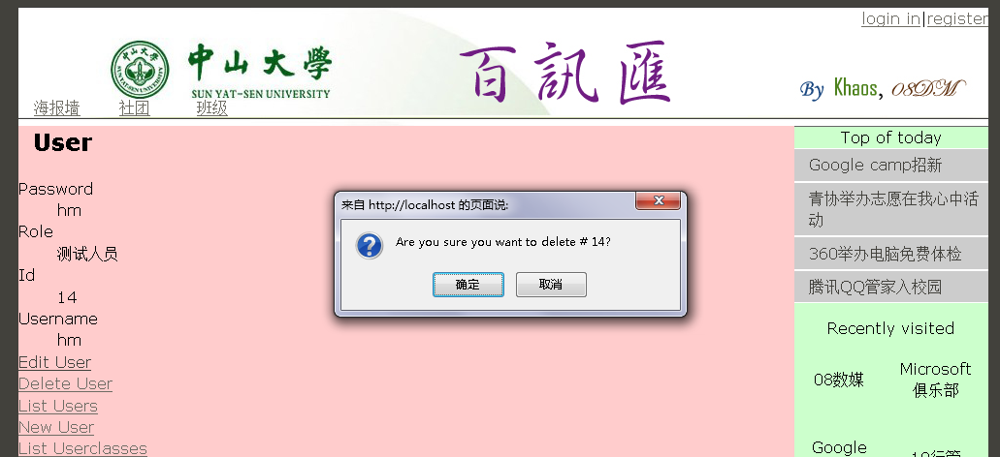 login in|register
中山大學
SUN YAT-SEN UNIVERSITY
百訊匯
By Khaos, 08DM
海报墙 社团 班级
User
Password
hm
Role
测试人员
Id
14
Username
hm
Edit User
Delete User
List Users
New User
List Userclasses
来自 http://localhost 的页面说:
Are you sure you want to delete # 14?
确定 取消
Top of today
Google camp招新
青协举办志愿在我心中活
动
360举办电脑免费体检
腾讯QQ管家入校园
Recently visited
08数媒
Microsoft
俱乐部
Google